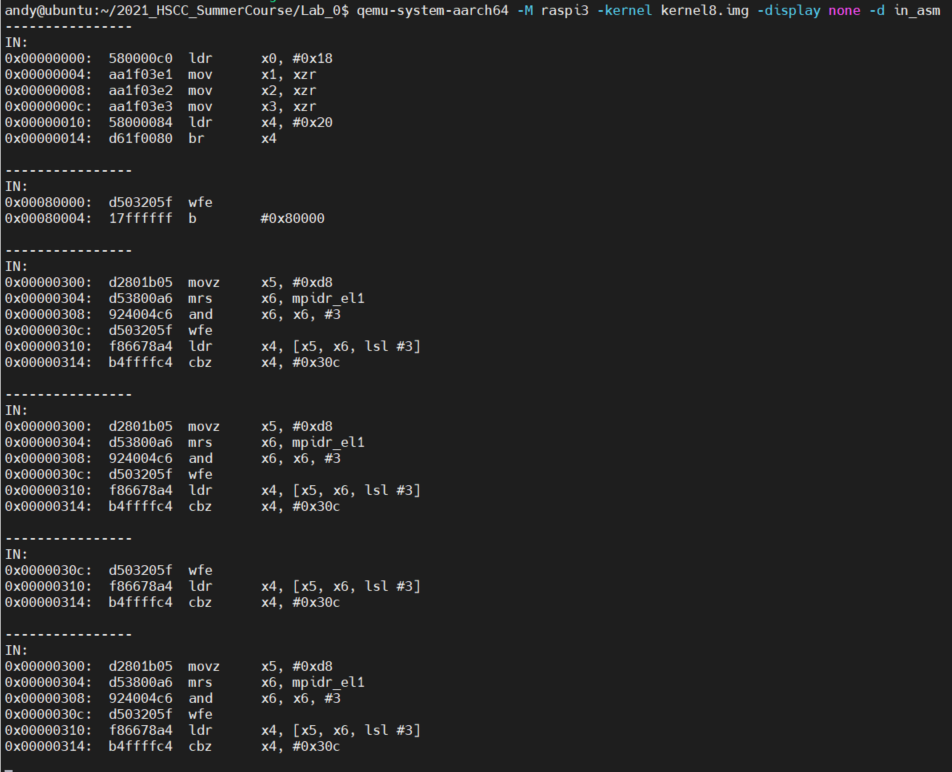 andy@ubuntu:~/2021_HSCC_SummerCourse/Lab_0$ qemu-system-aarch64 -M raspi3 -kernel kernel8.img -display none -d in_asm
----------------
IN:
0x00000000:  580000c0  ldr      x0, #0x18
0x00000004:  aa1f03e1  mov      x1, xzr
0x00000008:  aa1f03e2  mov      x2, xzr
0x0000000c:  aa1f03e3  mov      x3, xzr
0x00000010:  58000084  ldr      x4, #0x20
0x00000014:  d61f0080  br       x4
----------------
IN:
0x00080000:  d503205f  wfe
0x00080004:  17ffffff  b        #0x80000
----------------
IN:
0x00000300:  d2801b05  movz     x5, #0xd8
0x00000304:  d53800a6  mrs      x6, mpidr_el1
0x00000308:  924004c6  and      x6, x6, #3
0x0000030c:  d503205f  wfe
0x00000310:  f86678a4  ldr      x4, [x5, x6, lsl #3]
0x00000314:  b4ffffc4  cbz      x4, #0x30c
----------------
IN:
0x00000300:  d2801b05  movz     x5, #0xd8
0x00000304:  d53800a6  mrs      x6, mpidr_el1
0x00000308:  924004c6  and      x6, x6, #3
0x0000030c:  d503205f  wfe
0x00000310:  f86678a4  ldr      x4, [x5, x6, lsl #3]
0x00000314:  b4ffffc4  cbz      x4, #0x30c
----------------
IN:
0x0000030c:  d503205f  wfe
0x00000310:  f86678a4  ldr      x4, [x5, x6, lsl #3]
0x00000314:  b4ffffc4  cbz      x4, #0x30c
----------------
IN:
0x00000300:  d2801b05  movz     x5, #0xd8
0x00000304:  d53800a6  mrs      x6, mpidr_el1
0x00000308:  924004c6  and      x6, x6, #3
0x0000030c:  d503205f  wfe
0x00000310:  f86678a4  ldr      x4, [x5, x6, lsl #3]
0x00000314:  b4ffffc4  cbz      x4, #0x30c